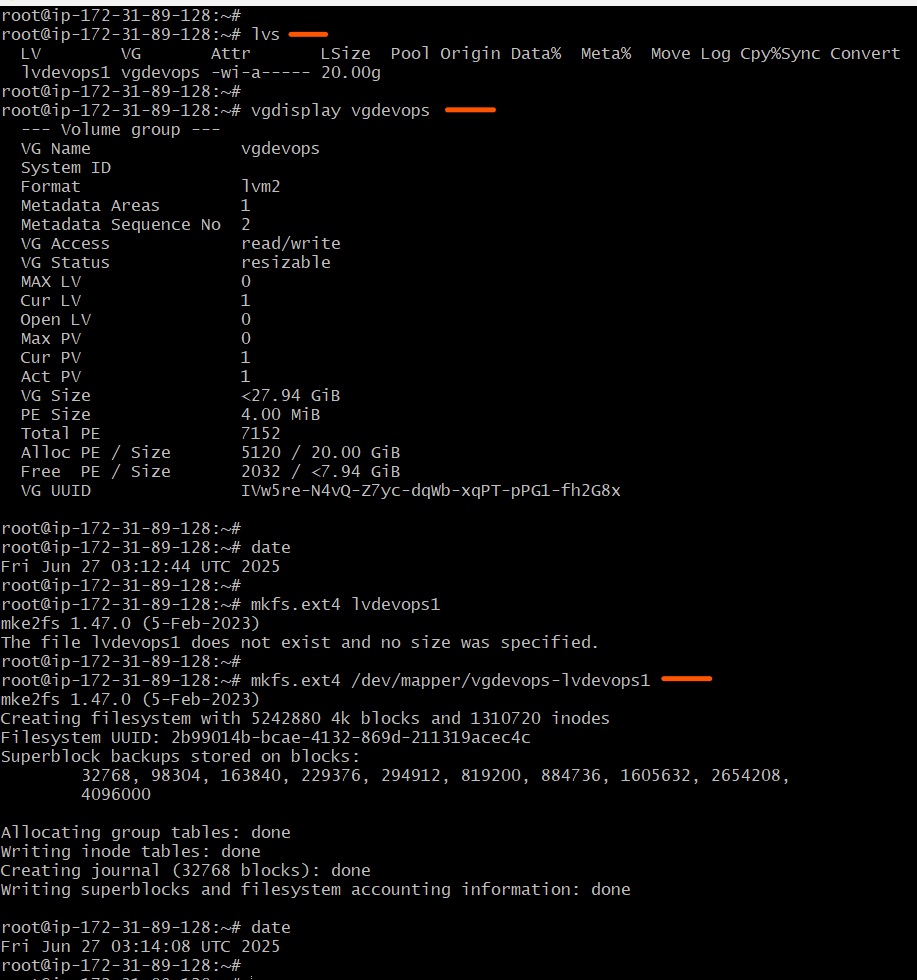 root@ip-172-31-89-128:~#
root@ip-172-31-89-128:~# lvs
  LV       VG       Attr       LSize  Pool Origin Data%  Meta%  Move Log Cpy%Sync Convert
  lvdevops1 vgdevops -wi-a----- 20.00g
root@ip-172-31-89-128:~#
root@ip-172-31-89-128:~# vgdisplay vgdevops
  --- Volume group ---
  VG Name               vgdevops
  System ID
  Format                lvm2
  Metadata Areas        1
  Metadata Sequence No  2
  VG Access             read/write
  VG Status             resizable
  MAX LV                0
  Cur LV                1
  Open LV               0
  Max PV                0
  Cur PV                1
  Act PV                1
  VG Size               <27.94 GiB
  PE Size               4.00 MiB
  Total PE              7152
  Alloc PE / Size       5120 / 20.00 GiB
  Free  PE / Size       2032 / <7.94 GiB
  VG UUID               IVw5re-N4vQ-Z7yc-dqWb-xqPT-pPG1-fh2G8x
root@ip-172-31-89-128:~#
root@ip-172-31-89-128:~# date
Fri Jun 27 03:12:44 UTC 2025
root@ip-172-31-89-128:~#
root@ip-172-31-89-128:~# mkfs.ext4 lvdevops1
mke2fs 1.47.0 (5-Feb-2023)
The file lvdevops1 does not exist and no size was specified.
root@ip-172-31-89-128:~#
root@ip-172-31-89-128:~# mkfs.ext4 /dev/mapper/vgdevops-lvdevops1
mke2fs 1.47.0 (5-Feb-2023)
Creating filesystem with 5242880 4k blocks and 1310720 inodes
Filesystem UUID: 2b99014b-bcae-4132-869d-211319acec4c
Superblock backups stored on blocks:
        32768, 98304, 163840, 229376, 294912, 819200, 884736, 1605632, 2654208,
        4096000
Allocating group tables: done
Writing inode tables: done
Creating journal (32768 blocks): done
Writing superblocks and filesystem accounting information: done
root@ip-172-31-89-128:~# date
Fri Jun 27 03:14:08 UTC 2025
root@ip-172-31-89-128:~#